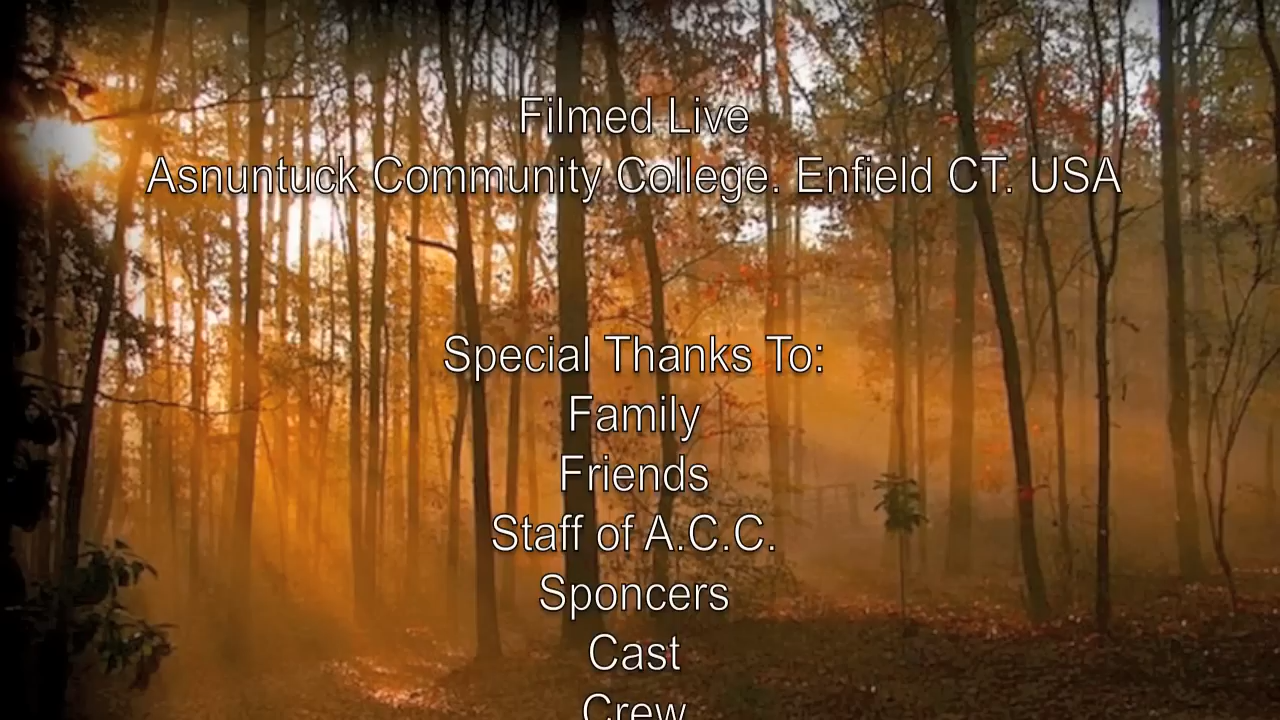 Filmed Live
Asnuntuck Community College. Enfield CT. USA
Special Thanks To:
Family
Friends
Staff of A.C.C.
Sponcers
Cast
Crew